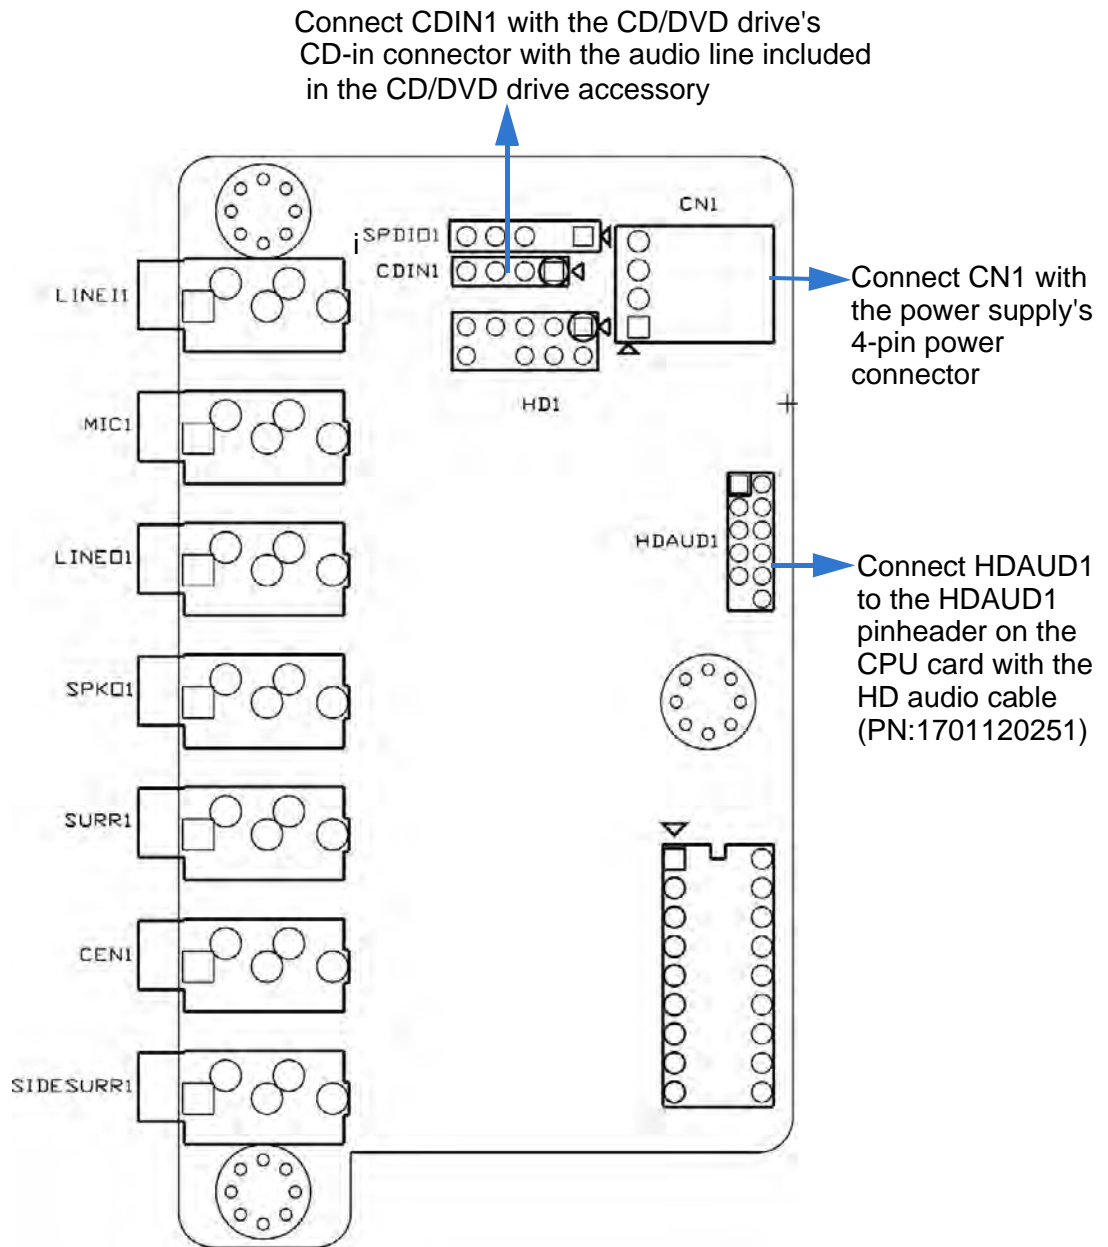 Connect CDIN1 with the CD/DVD drive's
CD-in connector with the audio line included
in the CD/DVD drive accessory
CN1
iSPDIO1
CDIN1
LINEI1
Connect CN1 with
the power supply's
4-pin power
connector
HD1
MIC1
HDAUD1
LINEO1
Connect HDAUD1
to the HDAUD1
pinheader on the
CPU card with the
HD audio cable
(PN:1701120251)
SPKO1
SURR1
CEN1
SIDESURR1